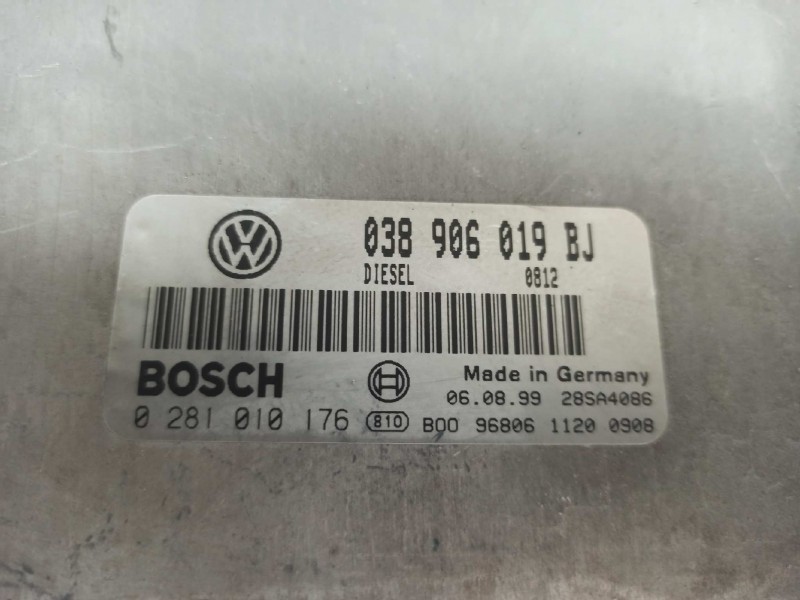 038 906 019 BJ
DIESEL 0812
BOSCH
Made in Germany
06.08.99 28SA4086
0 281 010 176 810 B00 96806 1120 0908